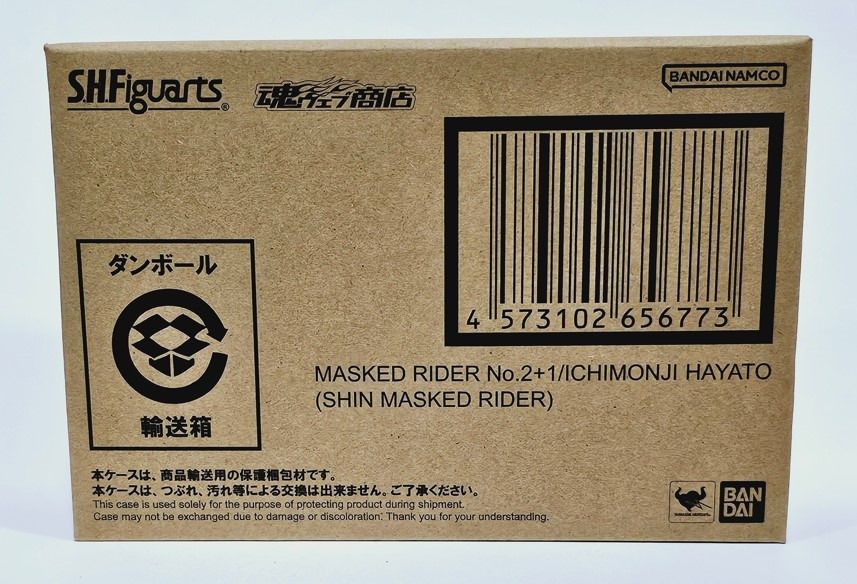 S.H.Figuarts®
魂ウェブ商店
BANDAI NAMCO
4 573102 656773
ダンボール
輸送箱
MASKED RIDER No.2+1/ICHIMONJI HAYATO
(SHIN MASKED RIDER)
本ケースは、商品輸送用の保護梱包材です。
本ケースは、つぶれ、汚れ等による交換は出来ません。ご了承ください。
This case is used solely for the purpose of protecting product during shipment.
Case may not be exchanged due to damage or discoloration. Thank you for your understanding.
BAN
DAI